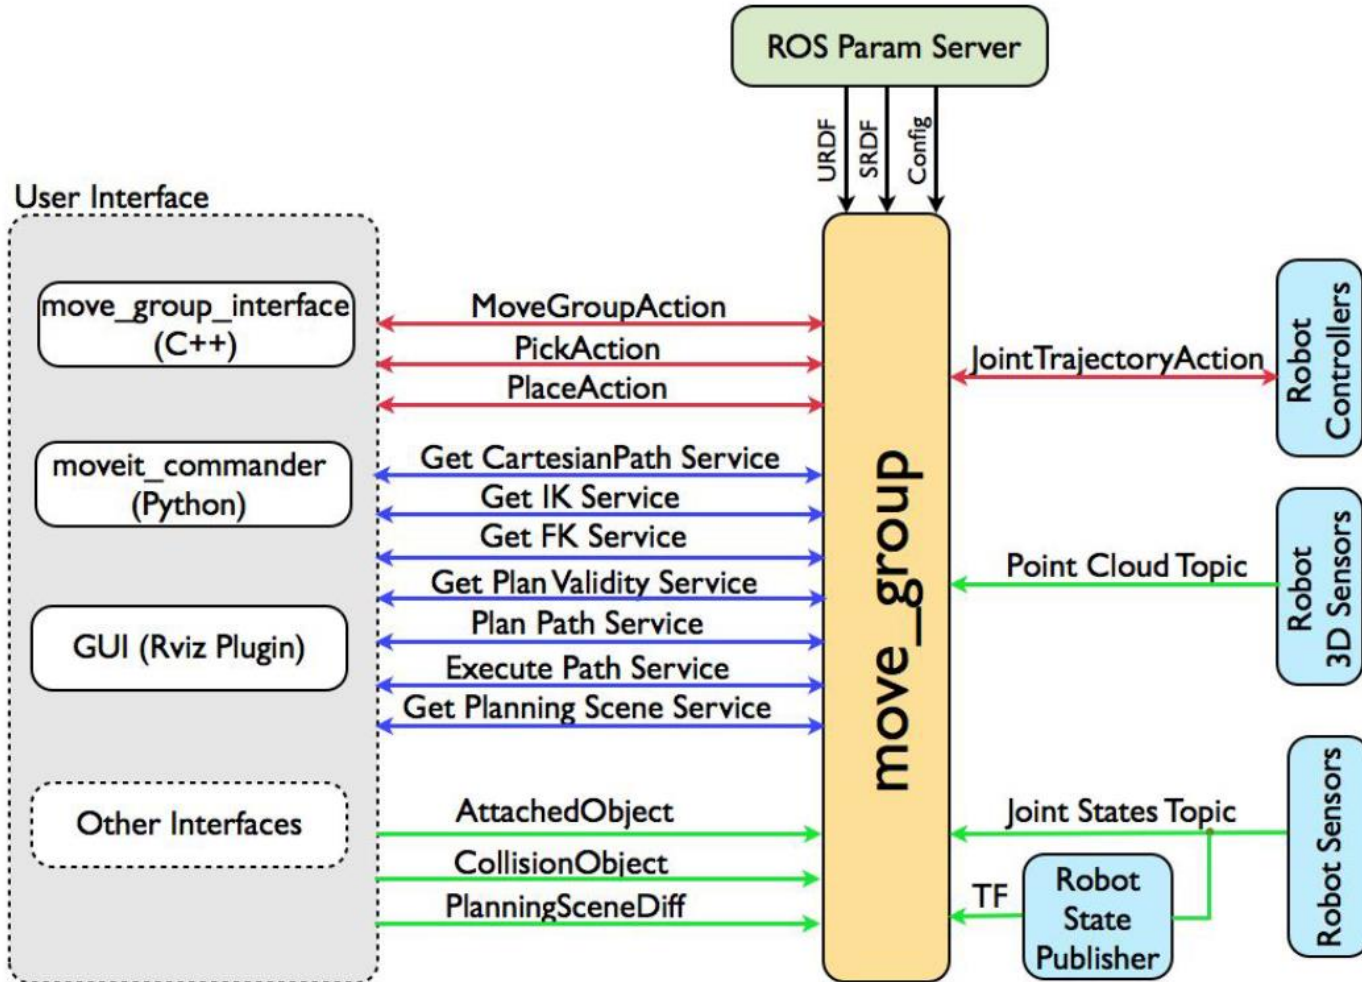 ROS Param Server
URDF
SRDF
Config
User Interface
move_group_interface
(C++)
moveit_commander
(Python)
GUI (Rviz Plugin)
Other Interfaces
MoveGroupAction
PickAction
PlaceAction
Get CartesianPath Service
Get IK Service
Get FK Service
Get Plan Validity Service
Plan Path Service
Execute Path Service
Get Planning Scene Service
AttachedObject
CollisionObject
PlanningSceneDiff
move_group
JointTrajectoryAction
Robot
Controllers
Point Cloud Topic
Robot
3D Sensors
Joint States Topic
TF
Robot
State
Publisher
Robot Sensors